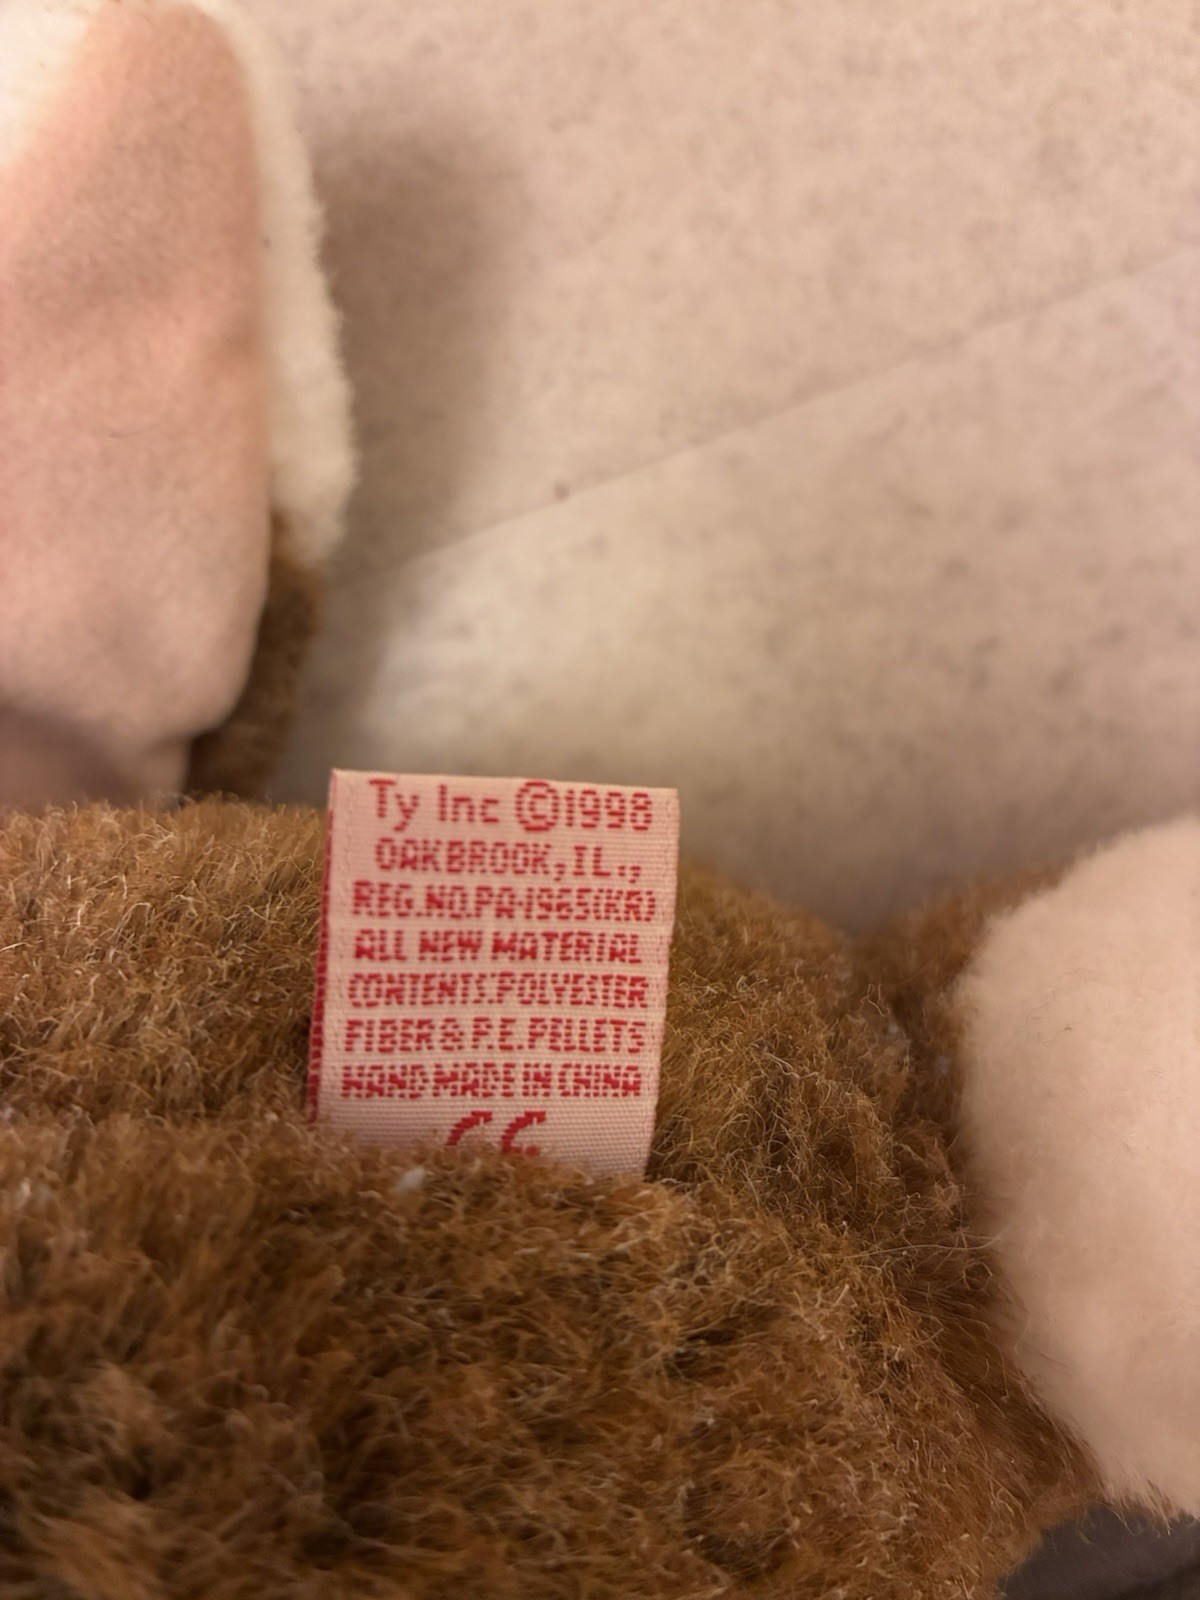 Ty Inc ©1998
OAKBROOK,IL.,
REG.NO.PA-1965(KR)
ALL NEW MATERIAL
CONTENTS:POLYESTER
FIBER & P.E.PELLETS
HAND MADE IN CHINA
CE